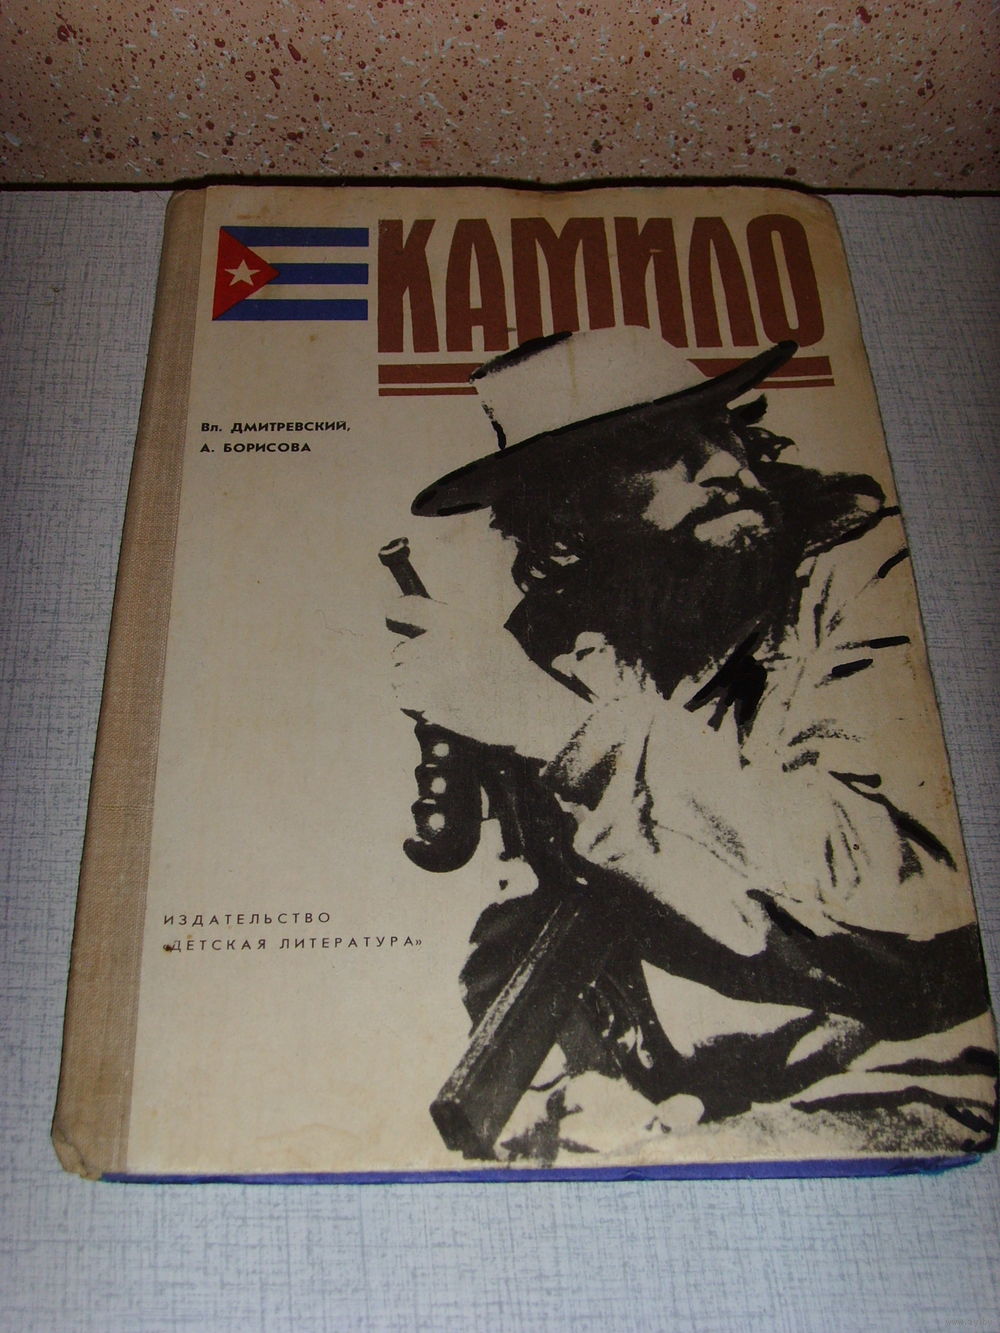 КАМИЛО
Вл. ДМИТРЕВСКИЙ,
А. БОРИСОВА
ИЗДАТЕЛЬСТВО
«ДЕТСКАЯ ЛИТЕРАТУРА»